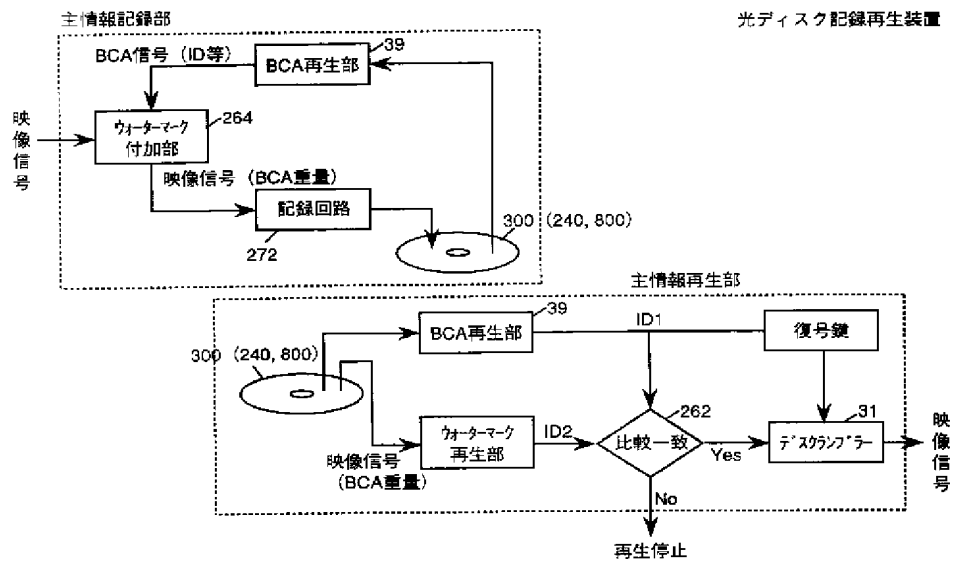 主情報記録部
光ディスク記録再生装置
BCA信号(ID等)
BCA再生部
39
映像信号
ウォーターマーク
付加部
264
映像信号(BCA重量)
記録回路
272
300(240, 800)
主情報再生部
39
BCA再生部
ID1
復号鍵
300(240, 800)
262
31
ウォーターマーク
再生部
ID2
比較一致
Yes
デスクランブラー
映像信号
映像信号
(BCA重量)
No
再生停止